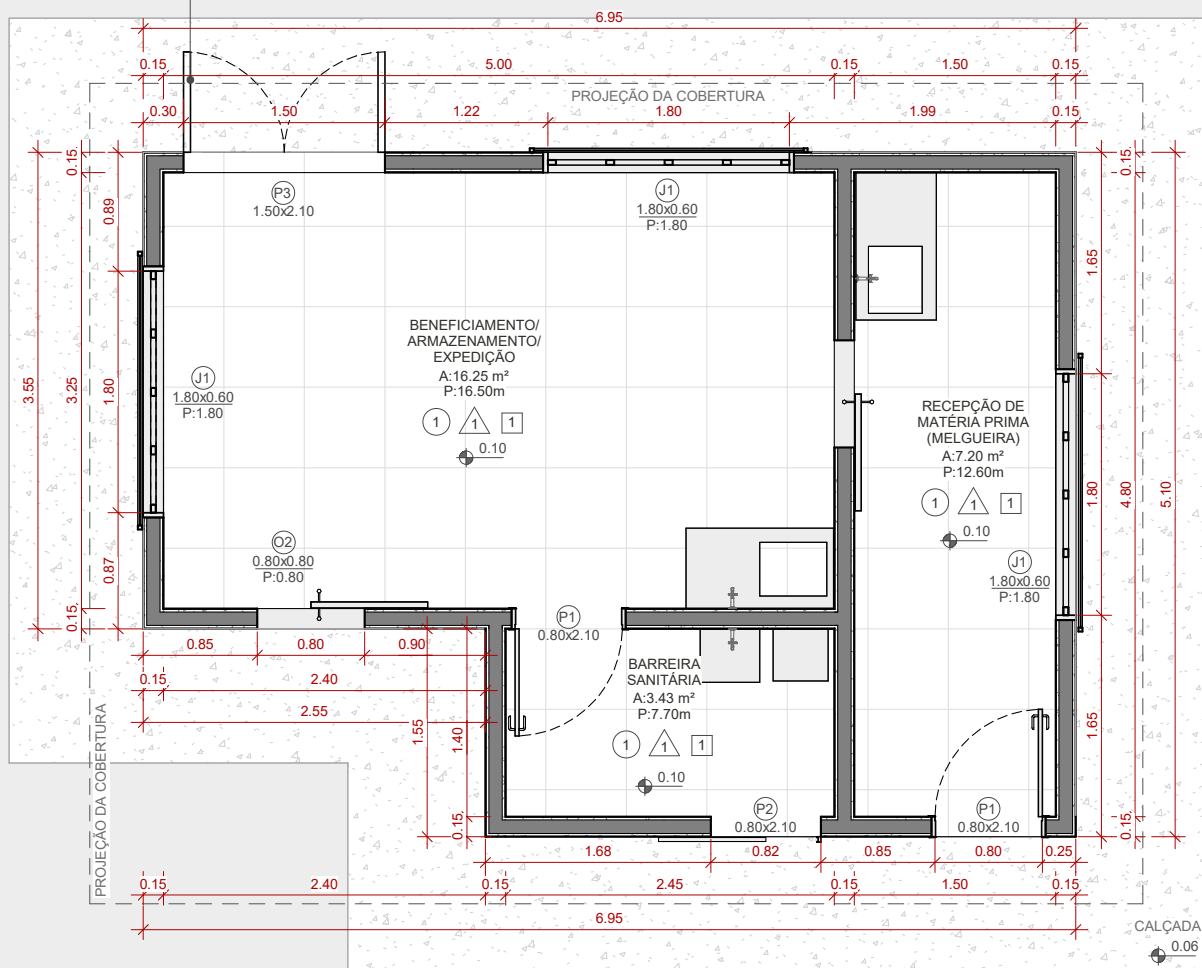 6.95
0.15
5.00
0.15
1.50
0.15
PROJEÇÃO DA COBERTURA
0.30
1.50
1.22
1.80
1.99
0.15
0.15
0.89
1.80
0.87
0.15
3.55
3.25
P3
1.50x2.10
J1
1.80x0.60
P:1.80
J1
1.80x0.60
P:1.80
BENEFICIAMENTO/
ARMAZENAMENTO/
EXPEDIÇÃO
A:16.25 m²
P:16.50m
1 1 1
0.10
RECEPÇÃO DE
MATÉRIA PRIMA
(MELGUEIRA)
A:7.20 m²
P:12.60m
1 1 1
0.10
J1
1.80x0.60
P:1.80
O2
0.80x0.80
P:0.80
P1
0.80x2.10
BARREIRA
SANITÁRIA
A:3.43 m²
P:7.70m
1 1 1
0.10
P2
0.80x2.10
P1
0.80x2.10
0.15
1.65
1.80
1.65
0.15
4.80
5.10
0.85
0.80
0.90
0.15
2.40
2.55
1.55
1.40
0.15
PROJEÇÃO DA COBERTURA
1.68
0.82
0.85
0.80
0.25
0.15
2.40
0.15
2.45
0.15
1.50
0.15
6.95
CALÇADA
0.06